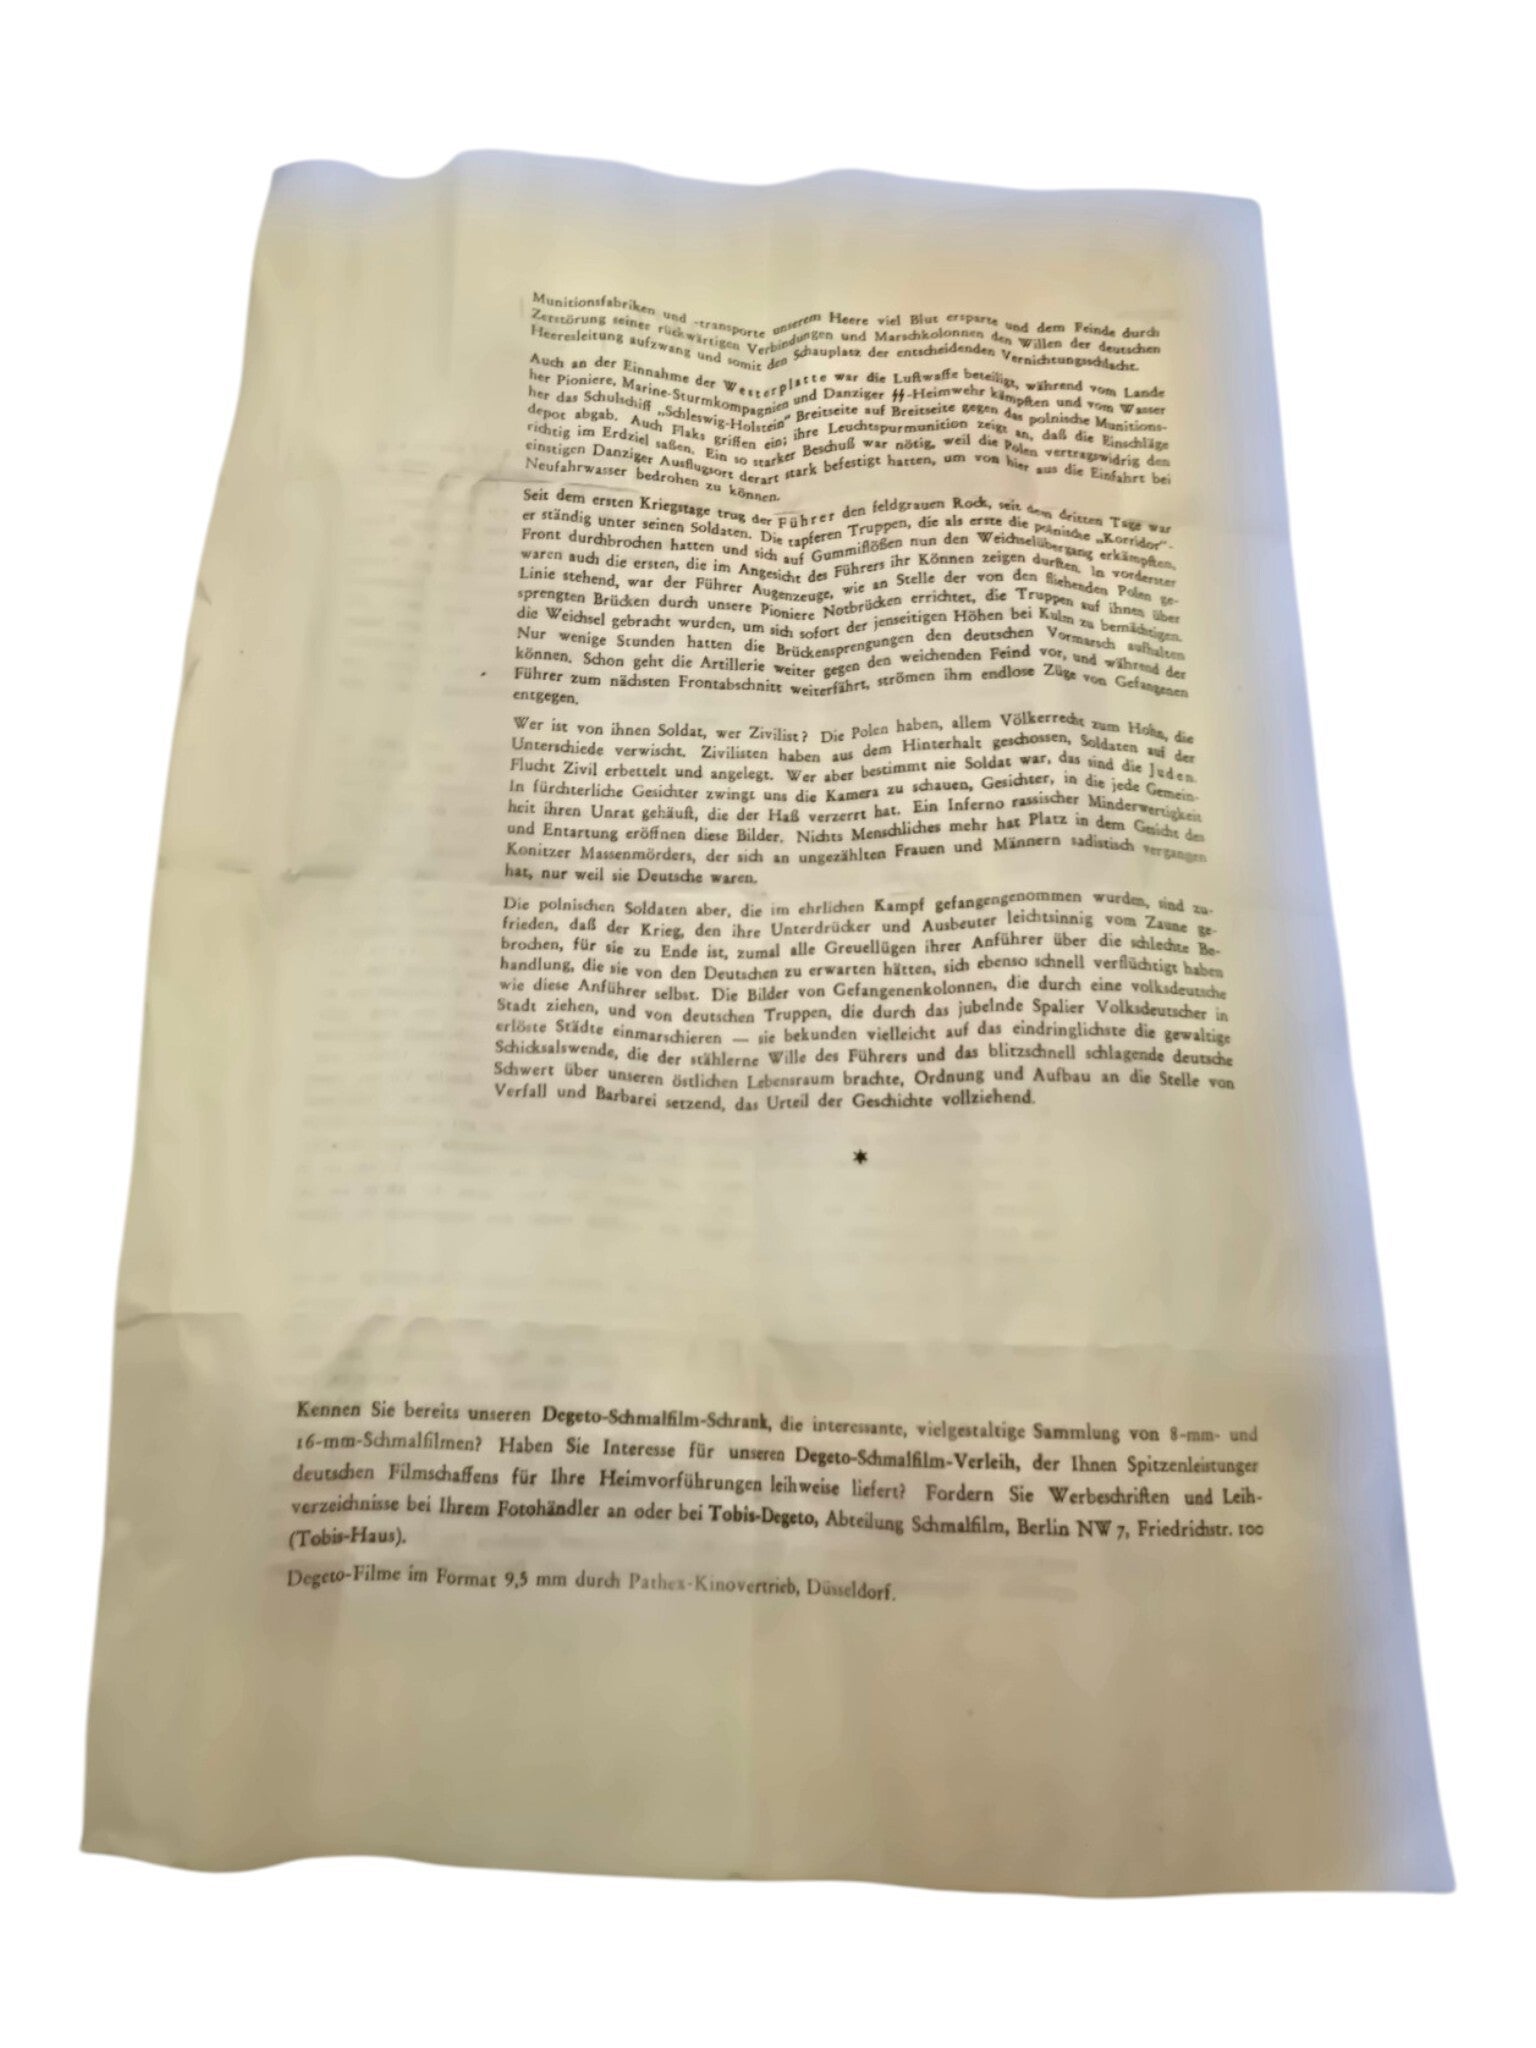 Munitionsfabriken und -transporte unserem Heere viel Blut ersparte und dem Feinde durch
Zerstörung seiner rückwärtigen Verbindungen und Marschkolonnen den Willen der deutschen
Heeresleitung aufzwang und somit den Schauplatz der entscheidenden Vernichtungsschlacht.
Auch an der Einnahme der Westerplatte war die Luftwaffe beteiligt, während vom Lande
her Pioniere, Marine-Sturmkompagnien und Danziger SS-Heimwehr kämpften und vom Wasser
her das Schulschiff „Schleswig-Holstein" Breitseite auf Breitseite gegen das polnische Munitions-
depot abgab. Auch Flaks griffen ein; ihre Leuchtspurmunition zeigt an, daß die Einschläge
richtig im Erdziel saßen. Ein so starker Beschuß war nötig, weil die Polen vertragswidrig den
einstigen Danziger Ausflugsort derart stark befestigt hatten, um von hier aus die Einfahrt bei
Neufahrwasser bedrohen zu können.
Seit dem ersten Kriegstage trug der Führer den feldgrauen Rock, seit dem dritten Tage war
er ständig unter seinen Soldaten. Die tapferen Truppen, die als erste die polnische „Korridor"-
Front durchbrochen hatten und sich auf Gummiflößen nun den Weichselübergang erkämpften,
waren auch die ersten, die im Angesicht des Führers ihr Können zeigen durften. In vorderster
Linie stehend, war der Führer Augenzeuge, wie an Stelle der von den fliehenden Polen ge-
sprengten Brücken durch unsere Pioniere Notbrücken errichtet, die Truppen auf ihnen über
die Weichsel gebracht wurden, um sich sofort der jenseitigen Höhen bei Kulm zu bemächtigen.
Nur wenige Stunden hatten die Brückensprengungen den deutschen Vormarsch aufhalten
können. Schon geht die Artillerie weiter gegen den weichenden Feind vor, und während der
Führer zum nächsten Frontabschnitt weiterfährt, strömen ihm endlose Züge von Gefangenen
entgegen.
Wer ist von ihnen Soldat, wer Zivilist? Die Polen haben, allem Völkerrecht zum Hohn, die
Unterschiede verwischt. Zivilisten haben aus dem Hinterhalt geschossen, Soldaten auf der
Flucht Zivil erbettelt und angelegt. Wer aber bestimmt nie Soldat war, das sind die Juden.
In fürchterliche Gesichter zwingt uns die Kamera zu schauen, Gesichter, in die jede Gemein-
heit ihren Unrat gehäuft, die der Haß verzerrt hat. Ein Inferno rassischer Minderwertigkeit
und Entartung eröffnen diese Bilder. Nichts Menschliches mehr hat Platz in dem Gesicht des
Konitzer Massenmörders, der sich an ungezählten Frauen und Männern sadistisch vergangen
hat, nur weil sie Deutsche waren.
Die polnischen Soldaten aber, die im ehrlichen Kampf gefangengenommen wurden, sind zu-
frieden, daß der Krieg, den ihre Unterdrücker und Ausbeuter leichtsinnig vom Zaune ge-
brochen, für sie zu Ende ist, zumal alle Greuellügen ihrer Anführer über die schlechte Be-
handlung, die sie von den Deutschen zu erwarten hätten, sich ebenso schnell verflüchtigt haben
wie diese Anführer selbst. Die Bilder von Gefangenenkolonnen, die durch eine volksdeutsche
Stadt ziehen, und von deutschen Truppen, die durch das jubelnde Spalier Volksdeutscher in
erlöste Städte einmarschieren — sie bekunden vielleicht auf das eindringlichste die gewaltige
Schicksalswende, die der stählerne Wille des Führers und das blitzschnell schlagende deutsche
Schwert über unseren östlichen Lebensraum brachte, Ordnung und Aufbau an die Stelle von
Verfall und Barbarei setzend, das Urteil der Geschichte vollziehend.
*
Kennen Sie bereits unseren Degeto-Schmalfilm-Schrank, die interessante, vielgestaltige Sammlung von 8-mm- und
16-mm-Schmalfilmen? Haben Sie Interesse für unseren Degeto-Schmalfilm-Verleih, der Ihnen Spitzenleistungen
deutschen Filmschaffens für Ihre Heimvorführungen leihweise liefert? Fordern Sie Werbeschriften und Leih-
verzeichnisse bei Ihrem Fotohändler an oder bei Tobis-Degeto, Abteilung Schmalfilm, Berlin NW 7, Friedrichstr. 100
(Tobis-Haus).
Degeto-Filme im Format 9,5 mm durch Pathex-Kinovertrieb, Düsseldorf.